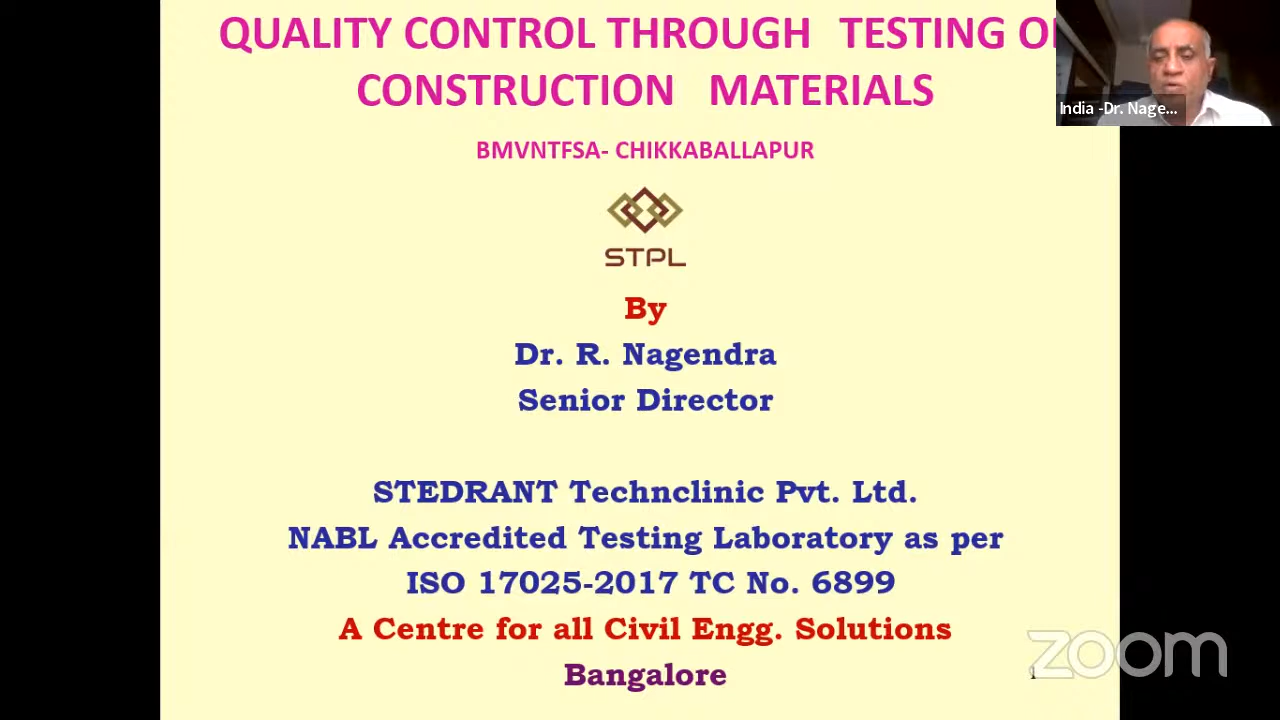 QUALITY CONTROL THROUGH TESTING OF
CONSTRUCTION MATERIALS
India -Dr. Nage...
BMVNTFSA- CHIKKABALLAPUR
STPL
By
Dr. R. Nagendra
Senior Director
STEDRANT Technclinic Pvt. Ltd.
NABL Accredited Testing Laboratory as per
ISO 17025-2017 TC No. 6899
A Centre for all Civil Engg. Solutions
Bangalore
zoom